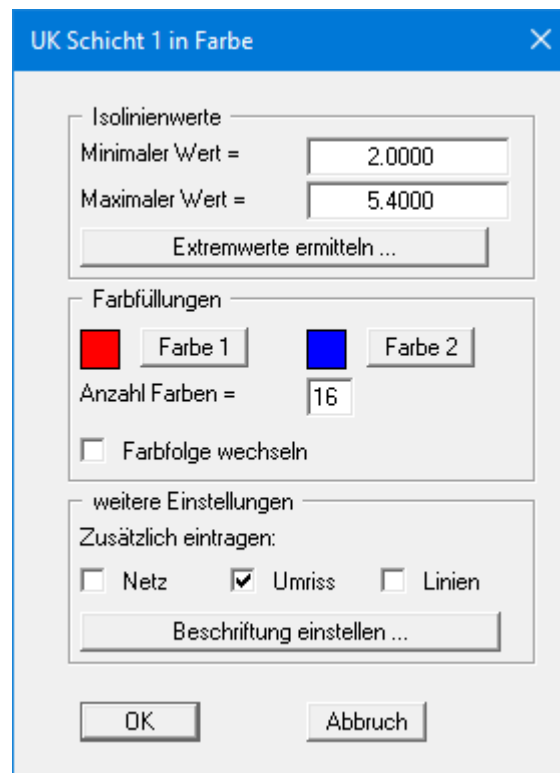 UK Schicht 1 in Farbe
Isolinienwerte
Minimaler Wert = 2.0000
Maximaler Wert = 5.4000
Extremwerte ermitteln ...
Farbfüllungen
Farbe 1 Farbe 2
Anzahl Farben = 16
Farbfolge wechseln
weitere Einstellungen
Zusätzlich eintragen:
Netz Umriss Linien
Beschriftung einstellen ...
OK Abbruch